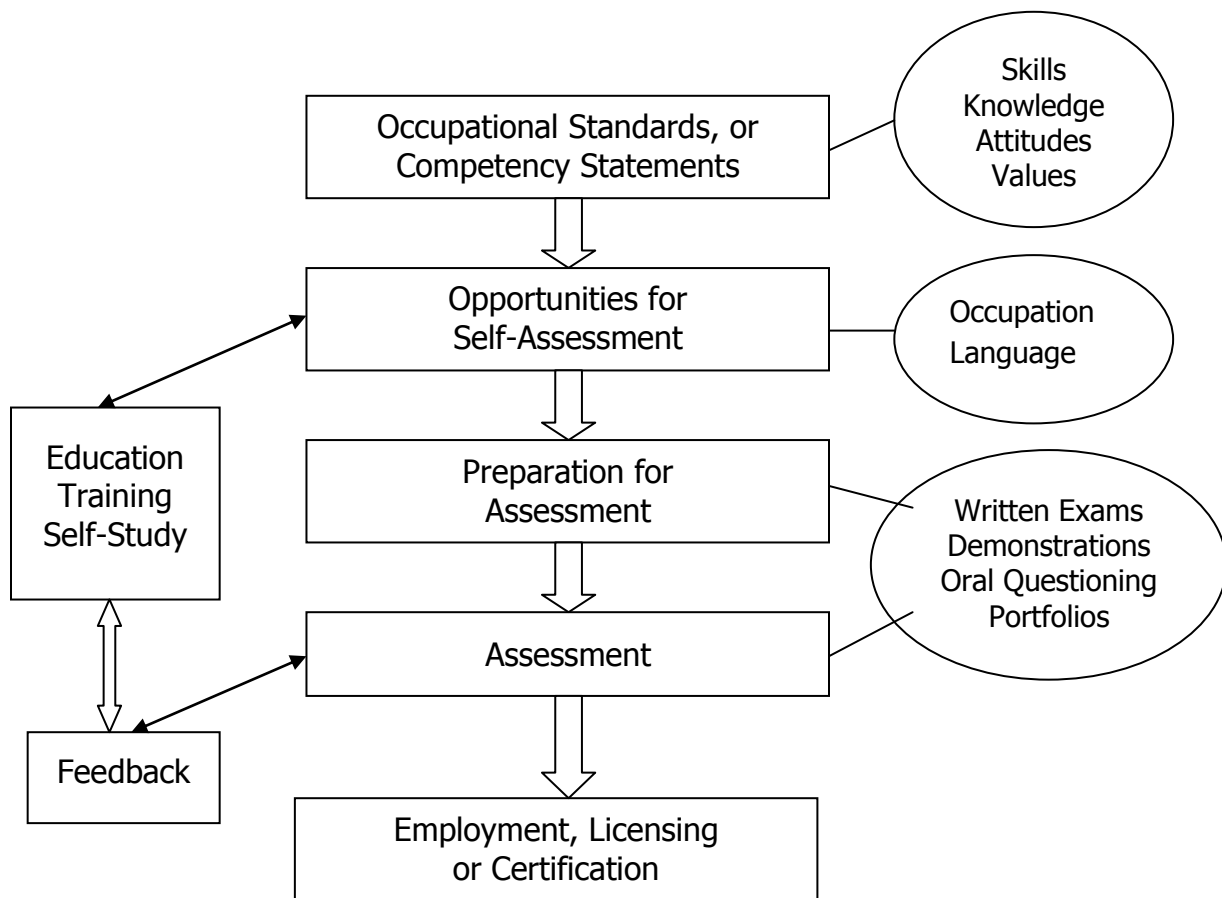 Skills
Knowledge
Attitudes
Values
Occupational Standards, or
Competency Statements
Opportunities for
Self-Assessment
Occupation
Language
Education
Training
Self-Study
Preparation for
Assessment
Written Exams
Demonstrations
Oral Questioning
Portfolios
Assessment
Feedback
Employment, Licensing
or Certification